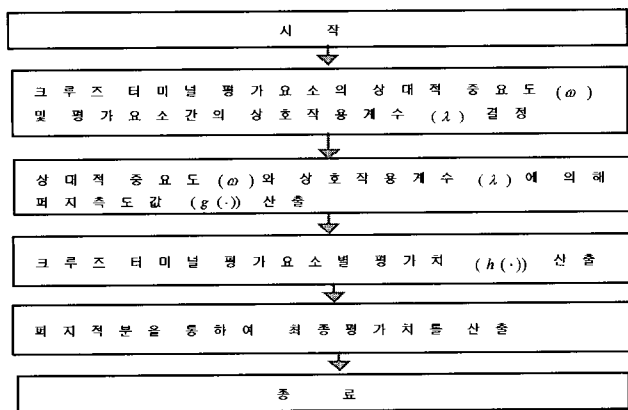 시 작
크루즈 터미널 평가요소의 상대적 중요도(ω)
및 평가요소간의 상호작용계수(λ) 결정
상대적 중요도(ω)와 상호작용계수(λ)에 의해
퍼지측도값 (g(·)) 산출
크루즈 터미널 평가요소별 평가치 (h(·)) 산출
퍼지적분을 통하여 최종평가치를 산출
종 료